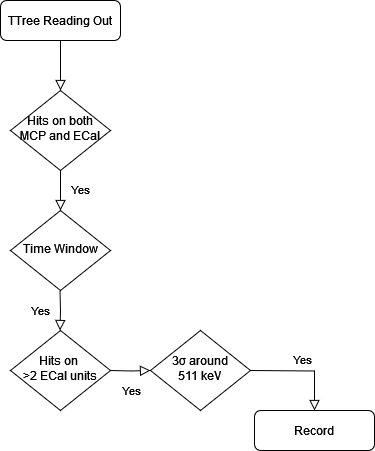 TTree Reading Out
Hits on both
MCP and ECal
Yes
Time Window
Yes
Hits on
>2 ECal units
Yes
3σ around
511 keV
Yes
Record